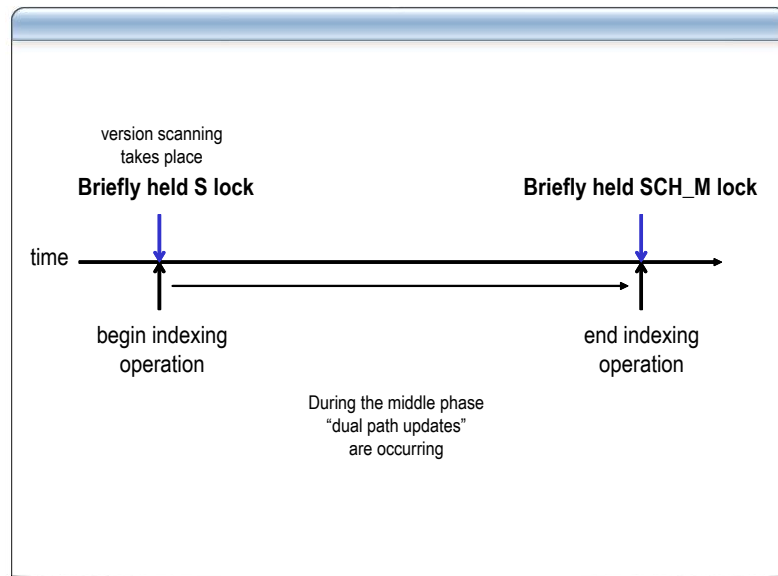 version scanning
takes place
Briefly held S lock
Briefly held SCH_M lock
time
begin indexing
operation
end indexing
operation
During the middle phase
“dual path updates”
are occurring